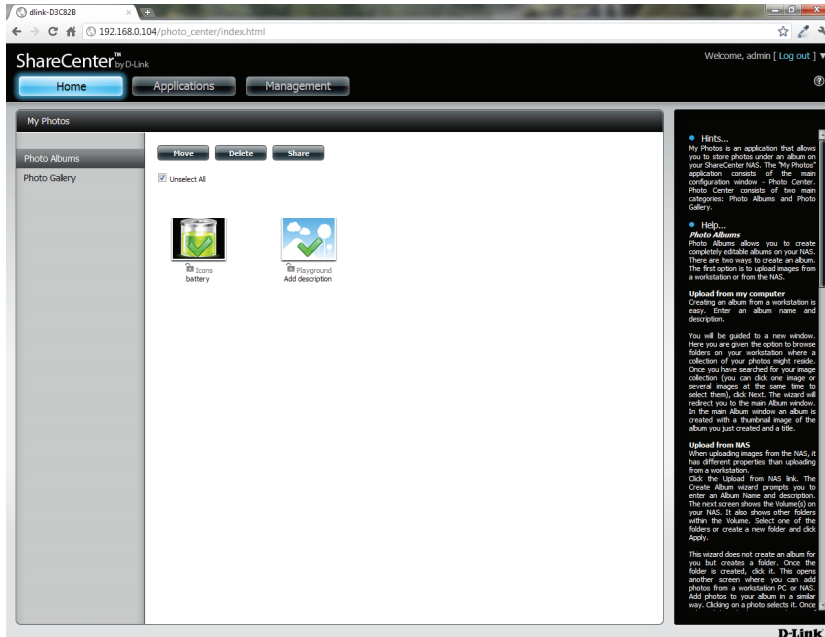 dlink-D3C82B
192.168.0.104/photo_center/index.html
ShareCenter™ by D-Link
Welcome, admin [ Log out ]
Home
Applications
Management
My Photos
Photo Albums
Photo Gallery
Move
Delete
Share
Unselect All
Icons
battery
Playground
Add description
Hints...
My Photos is an application that allows
you to store photos under an album on
your ShareCenter NAS. The "My Photos"
application consists of the main
configuration window - Photo Center.
Photo Center consists of two main
categories: Photo Albums and Photo
Gallery.
Help...
Photo Albums
Photo Albums allows you to create
completely editable albums on your NAS.
There are two ways to create an album.
The first option is to upload images from
a workstation or from the NAS.
Upload from my computer
Creating an album from a workstation is
easy. Enter an album name and
description.
You will be guided to a new window.
Here you are given the option to browse
folders on your workstation where a
collection of your photos might reside.
Once you have searched for your image
collection (you can click one image or
several images at the same time to
select them), click Next. The wizard will
redirect you to the main Album window.
In the main Album window an album is
created with a thumbnail image of the
album you just created and a title.
Upload from NAS
When uploading images from the NAS, it
has different properties than uploading
from a workstation.
Click the Upload from NAS link. The
Create Album wizard prompts you to
enter an Album Name and description.
The next screen shows the Volume(s) on
your NAS. It also shows other folders
within the Volume. Select one of the
folders or create a new folder and click
Apply.
This wizard does not create an album for
you but creates a folder. Once the
folder is created, click it. This opens
another screen where you can add
photos from a workstation PC or NAS.
Add photos to your album in a similar
way. Clicking on a photo selects it. Once
D-Link